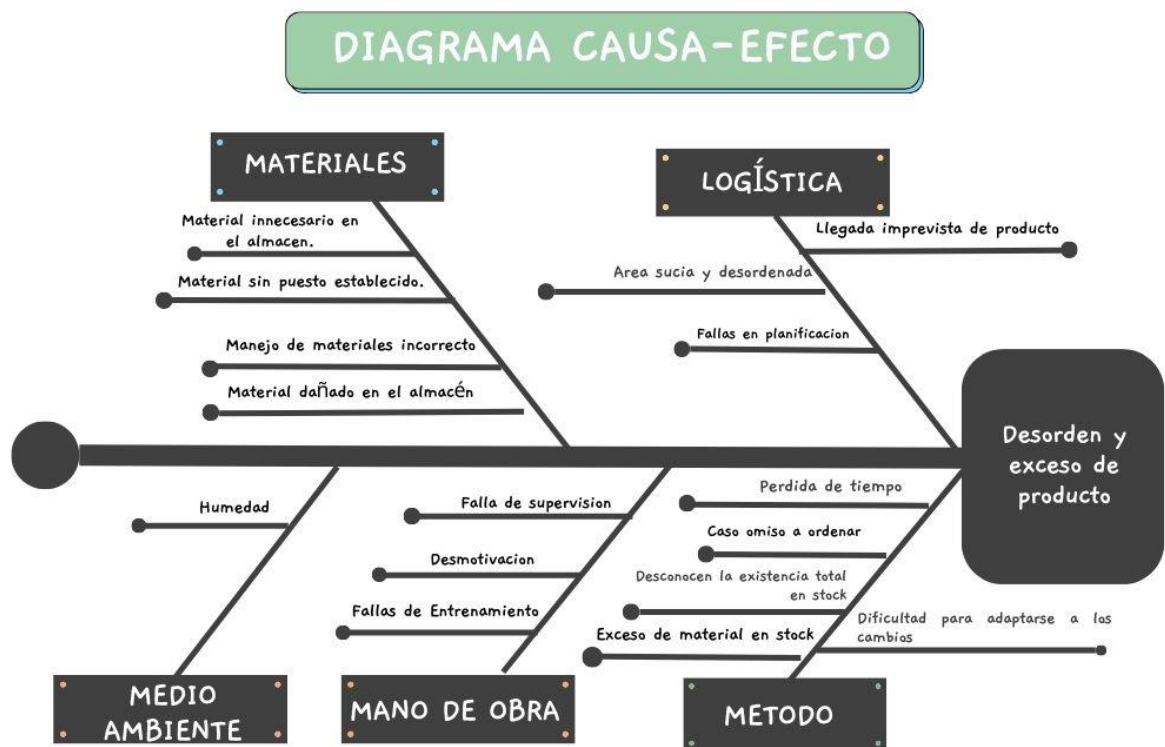 DIAGRAMA CAUSA-EFECTO
MATERIALES
Material innecesario en
el almacen.
Material sin puesto establecido.
Manejo de materiales incorrecto
Material dañado en el almacén
LOGÍSTICA
Llegada imprevista de producto
Area sucia y desordenada
Fallas en planificacion
Desorden y
exceso de
producto
Humedad
MEDIO
AMBIENTE
Falla de supervision
Desmotivacion
Fallas de Entrenamiento
MANO DE OBRA
Perdida de tiempo
Caso omiso a ordenar
Desconocen la existencia total
en stock
Exceso de material en stock
Dificultad para adaptarse a los
cambios
METODO